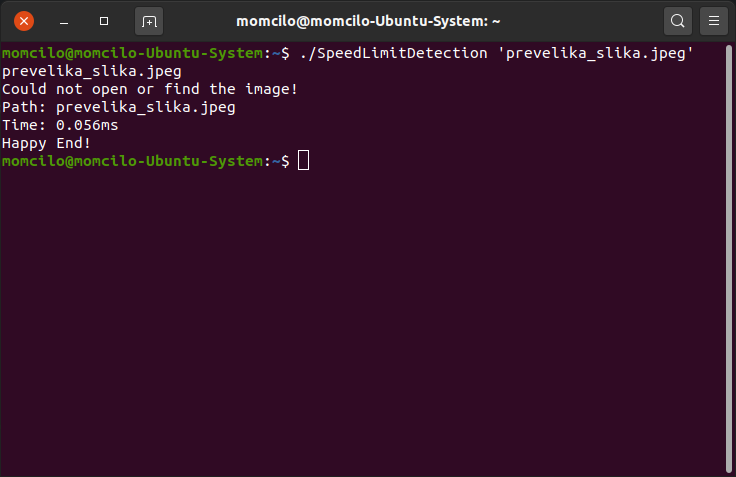 momcilo@momcilo-Ubuntu-System: ~
momcilo@momcilo-Ubuntu-System:~$ ./SpeedLimitDetection 'prevelika_slika.jpeg'
prevelika_slika.jpeg
Could not open or find the image!
Path: prevelika_slika.jpeg
Time: 0.056ms
Happy End!
momcilo@momcilo-Ubuntu-System:~$